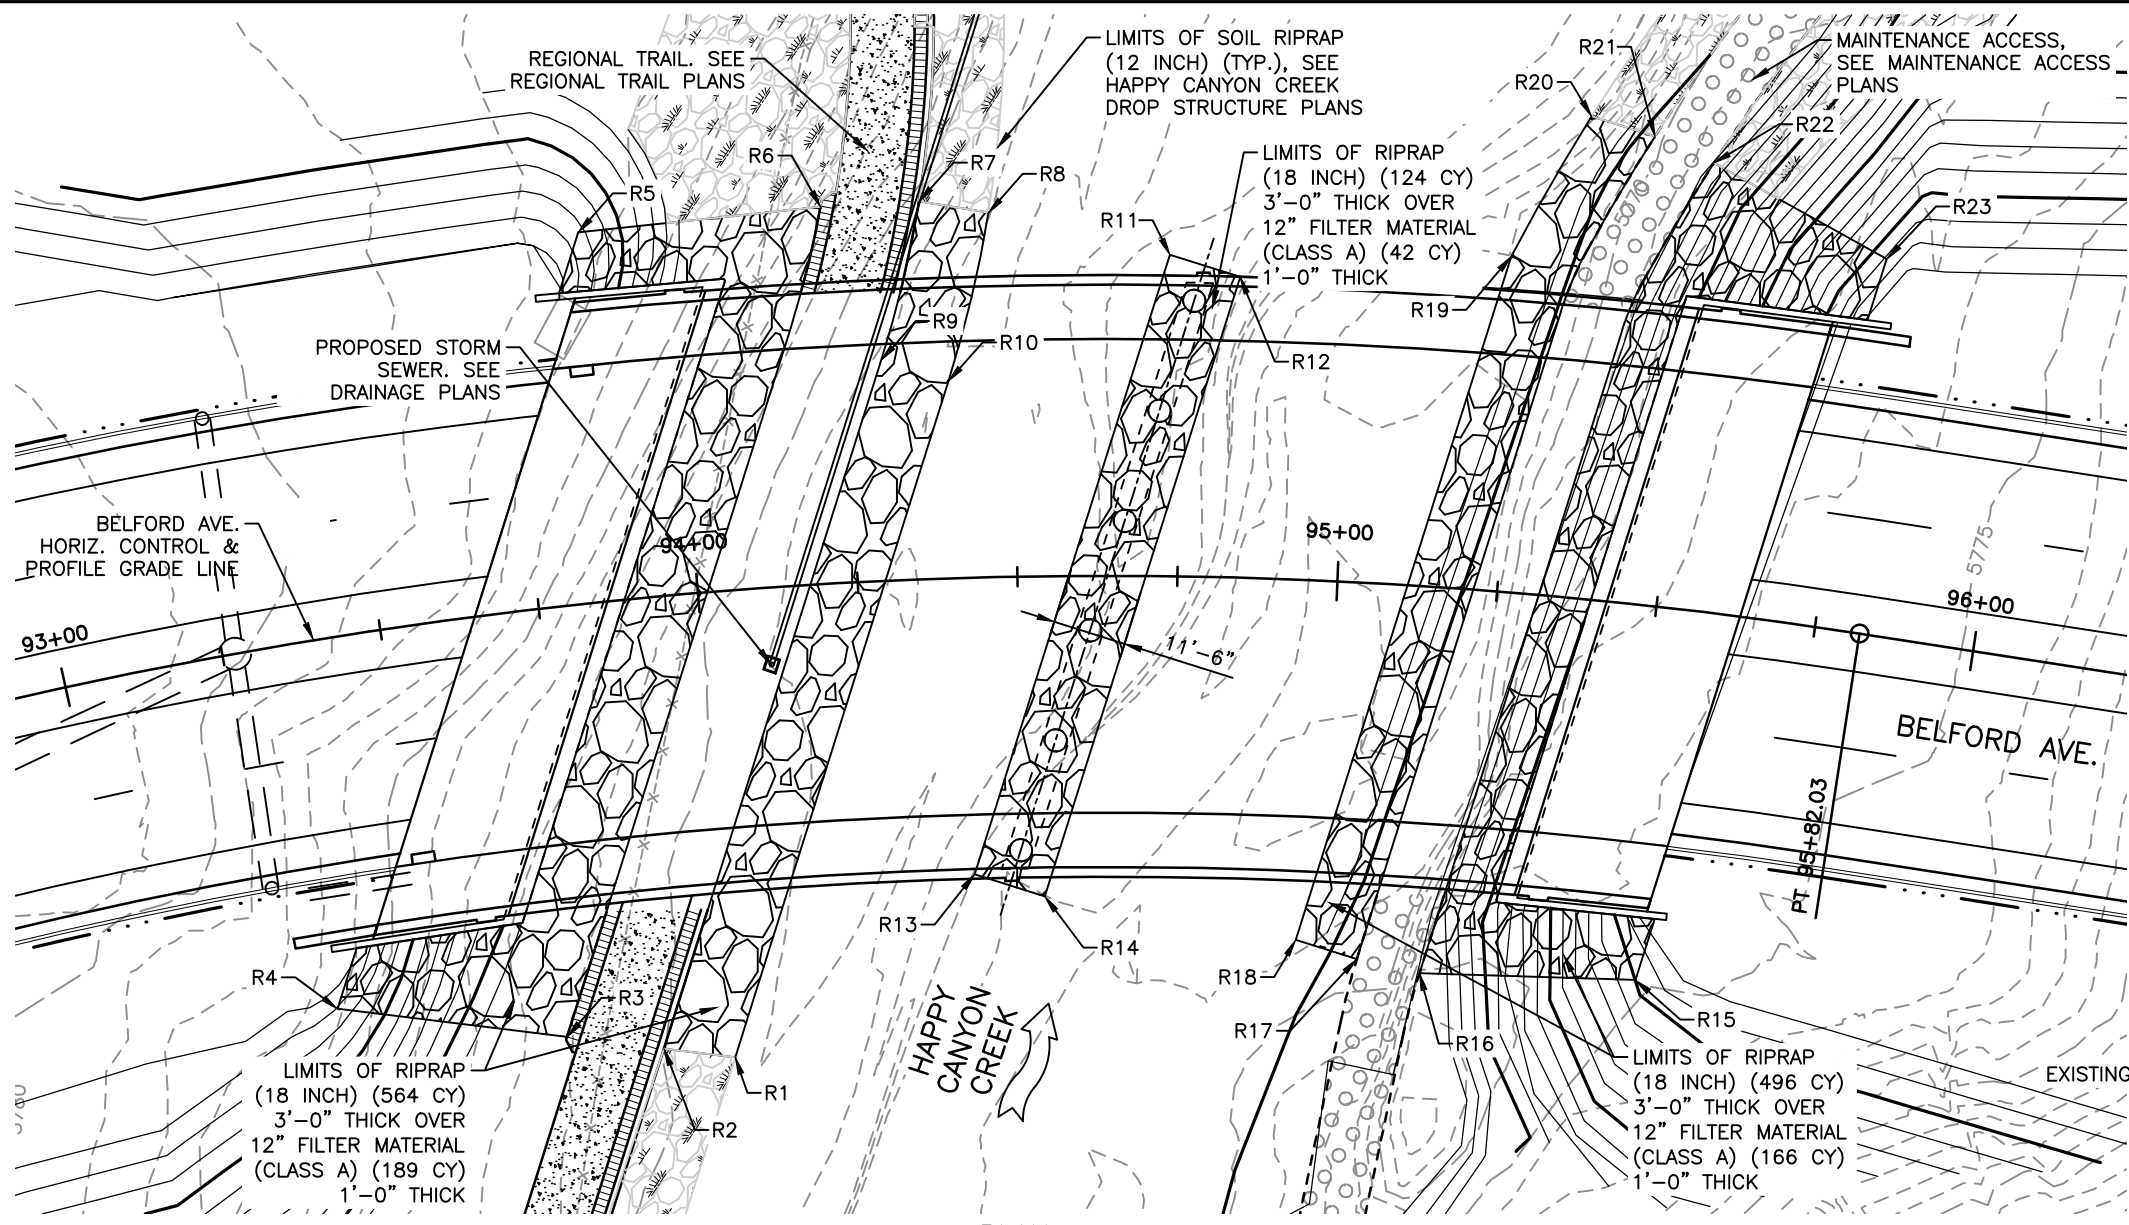 REGIONAL TRAIL. SEE
REGIONAL TRAIL PLANS
LIMITS OF SOIL RIPRAP
(12 INCH) (TYP.), SEE
HAPPY CANYON CREEK
DROP STRUCTURE PLANS
R21
R20
MAINTENANCE ACCESS,
SEE MAINTENANCE ACCESS
PLANS
R22
R5
R6
R7
R8
R11
LIMITS OF RIPRAP
(18 INCH) (124 CY)
3'-0" THICK OVER
12" FILTER MATERIAL
(CLASS A) (42 CY)
1'-0" THICK
5770
R23
R19
R9
R10
R12
PROPOSED STORM
SEWER. SEE
DRAINAGE PLANS
BELFORD AVE.
HORIZ. CONTROL &
PROFILE GRADE LINE
93+00
94+00
95+00
96+00
5775
11'-6"
BELFORD AVE.
PT 95+82.03
R13
R14
R18
R17
R16
R15
R4
R3
R1
R2
HAPPY
CANYON
CREEK
LIMITS OF RIPRAP
(18 INCH) (564 CY)
3'-0" THICK OVER
12" FILTER MATERIAL
(CLASS A) (189 CY)
1'-0" THICK
LIMITS OF RIPRAP
(18 INCH) (496 CY)
3'-0" THICK OVER
12" FILTER MATERIAL
(CLASS A) (166 CY)
1'-0" THICK
EXISTING